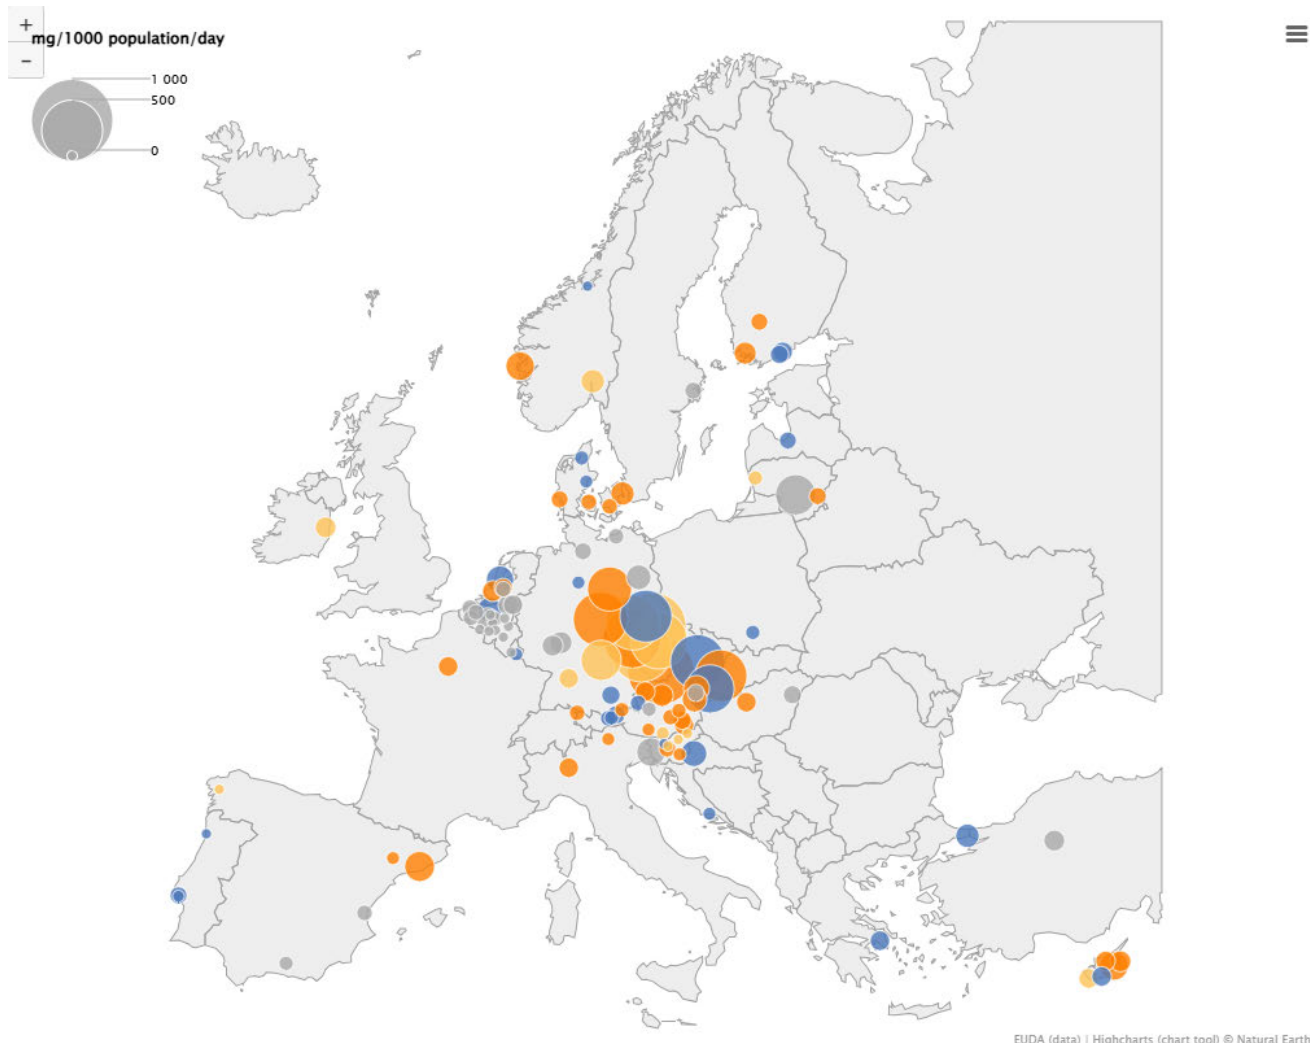 +
mg/1000 population/day
−
1 000
500
0
EUDA (data) | Highcharts (chart tool) © Natural Earth